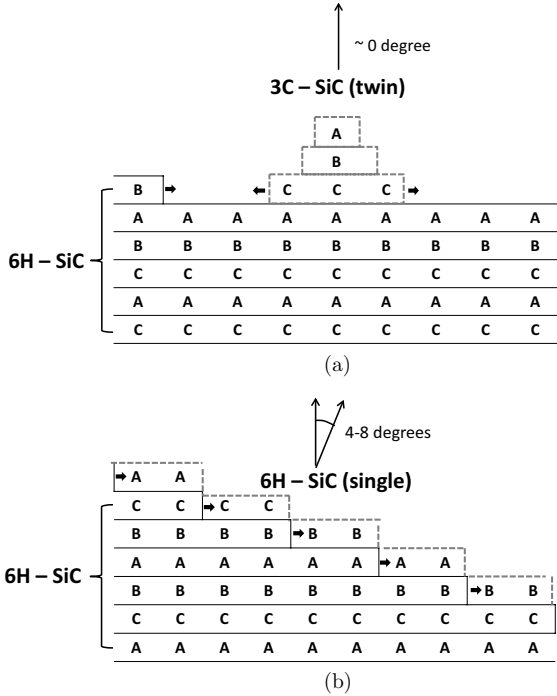 ~ 0 degree
3C – SiC (twin)
A
B
B C C C
A A A A A A A A A
B B B B B B B B B
6H – SiC
C C C C C C C C C
A A A A A A A A A
C C C C C C C C C
(a)
4-8 degrees
6H – SiC (single)
A A
C C C C
B B B B B B
A A A A A A A A
6H – SiC
B B B B B B B B B B
C C C C C C C C C C
A A A A A A A A A A
(b)